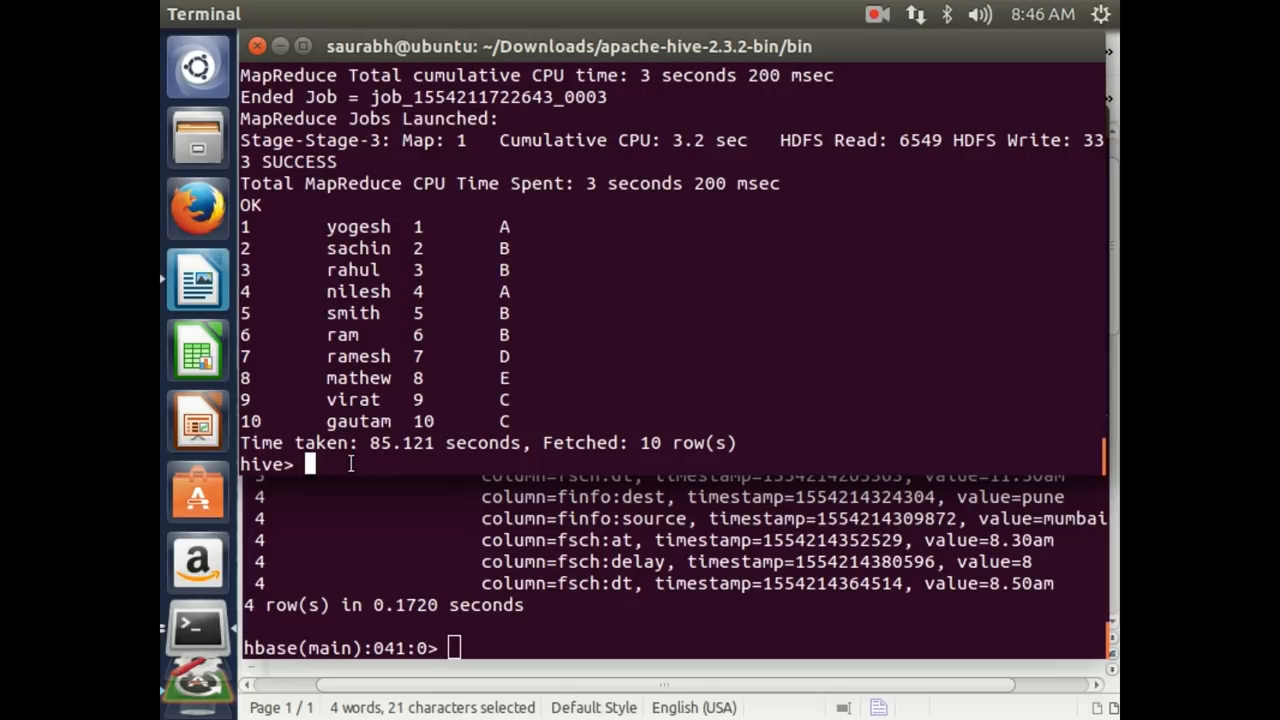 Terminal
8:46 AM
saurabh@ubuntu: ~/Downloads/apache-hive-2.3.2-bin/bin
MapReduce Total cumulative CPU time: 3 seconds 200 msec
Ended Job = job_1554211722643_0003
MapReduce Jobs Launched:
Stage-Stage-3: Map: 1   Cumulative CPU: 3.2 sec   HDFS Read: 6549 HDFS Write: 33
3 SUCCESS
Total MapReduce CPU Time Spent: 3 seconds 200 msec
OK
1 yogesh 1 A
2 sachin 2 B
3 rahul 3 B
4 nilesh 4 A
5 smith 5 B
6 ram 6 B
7 ramesh 7 D
8 mathew 8 E
9 virat 9 C
10 gautam 10 C
Time taken: 85.121 seconds, Fetched: 10 row(s)
hive>
4 column=finfo:dest, timestamp=1554214324304, value=pune
4 column=finfo:source, timestamp=1554214309872, value=mumbai
4 column=fsch:at, timestamp=1554214352529, value=8.30am
4 column=fsch:delay, timestamp=1554214380596, value=8
4 column=fsch:dt, timestamp=1554214364514, value=8.50am
4 row(s) in 0.1720 seconds
hbase(main):041:0>
Page 1 / 1 4 words, 21 characters selected Default Style English (USA)